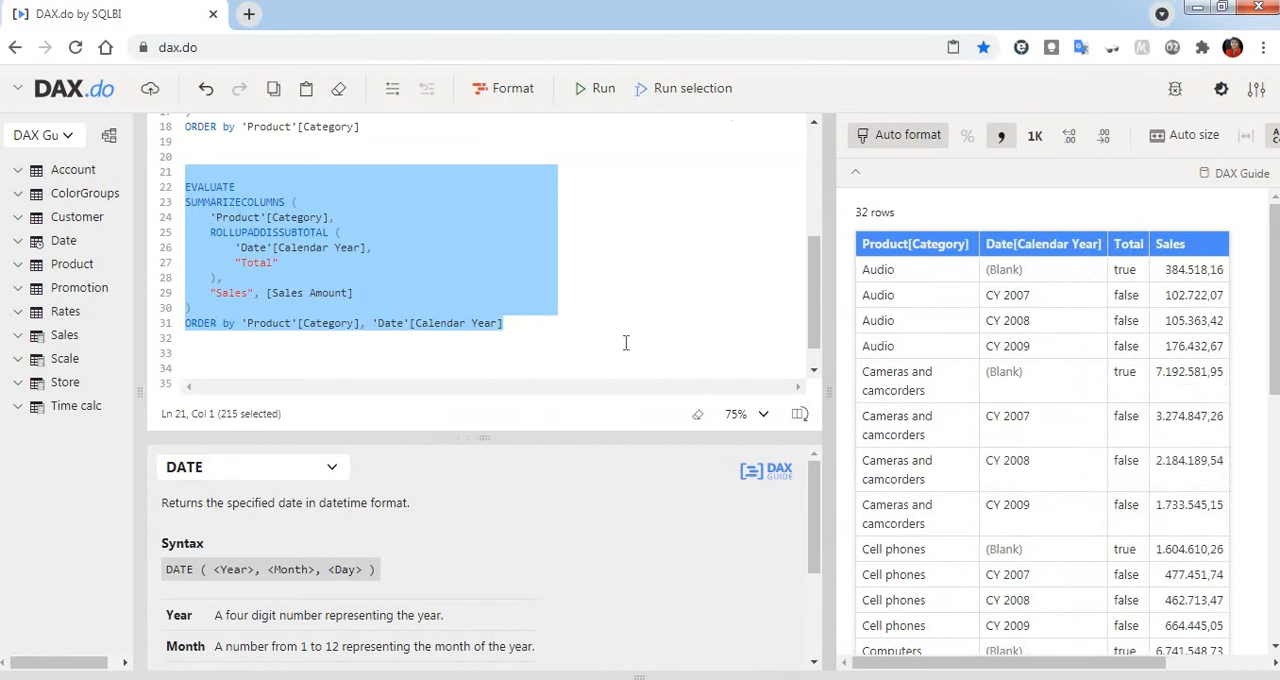 DAX.do by SQLBI
dax.do
DAX.do
Format
Run
Run selection
DAX Gu
Account
ColorGroups
Customer
Date
Product
Promotion
Rates
Sales
Scale
Store
Time calc
18 ORDER by 'Product'[Category]
19
20
21
22 EVALUATE
23 SUMMARIZECOLUMNS (
24 'Product'[Category],
25 ROLLUPADDISSUBTOTAL (
26 'Date'[Calendar Year],
27 "Total"
28 ),
29 "Sales", [Sales Amount]
30 )
31 ORDER by 'Product'[Category], 'Date'[Calendar Year]
32
33
34
35
Ln 21, Col 1 (215 selected)
75%
DATE
DAX
GUIDE
Returns the specified date in datetime format.
Syntax
DATE ( <Year>, <Month>, <Day> )
Year A four digit number representing the year.
Month A number from 1 to 12 representing the month of the year.
Auto format % , 1K Auto size
DAX Guide
32 rows
Product[Category] Date[Calendar Year] Total Sales
Audio (Blank) true 384.518,16
Audio CY 2007 false 102.722,07
Audio CY 2008 false 105.363,42
Audio CY 2009 false 176.432,67
Cameras and camcorders (Blank) true 7.192.581,95
Cameras and camcorders CY 2007 false 3.274.847,26
Cameras and camcorders CY 2008 false 2.184.189,54
Cameras and camcorders CY 2009 false 1.733.545,15
Cell phones (Blank) true 1.604.610,26
Cell phones CY 2007 false 477.451,74
Cell phones CY 2008 false 462.713,47
Cell phones CY 2009 false 664.445,05
Computers (Blank) true 6.741.548,73